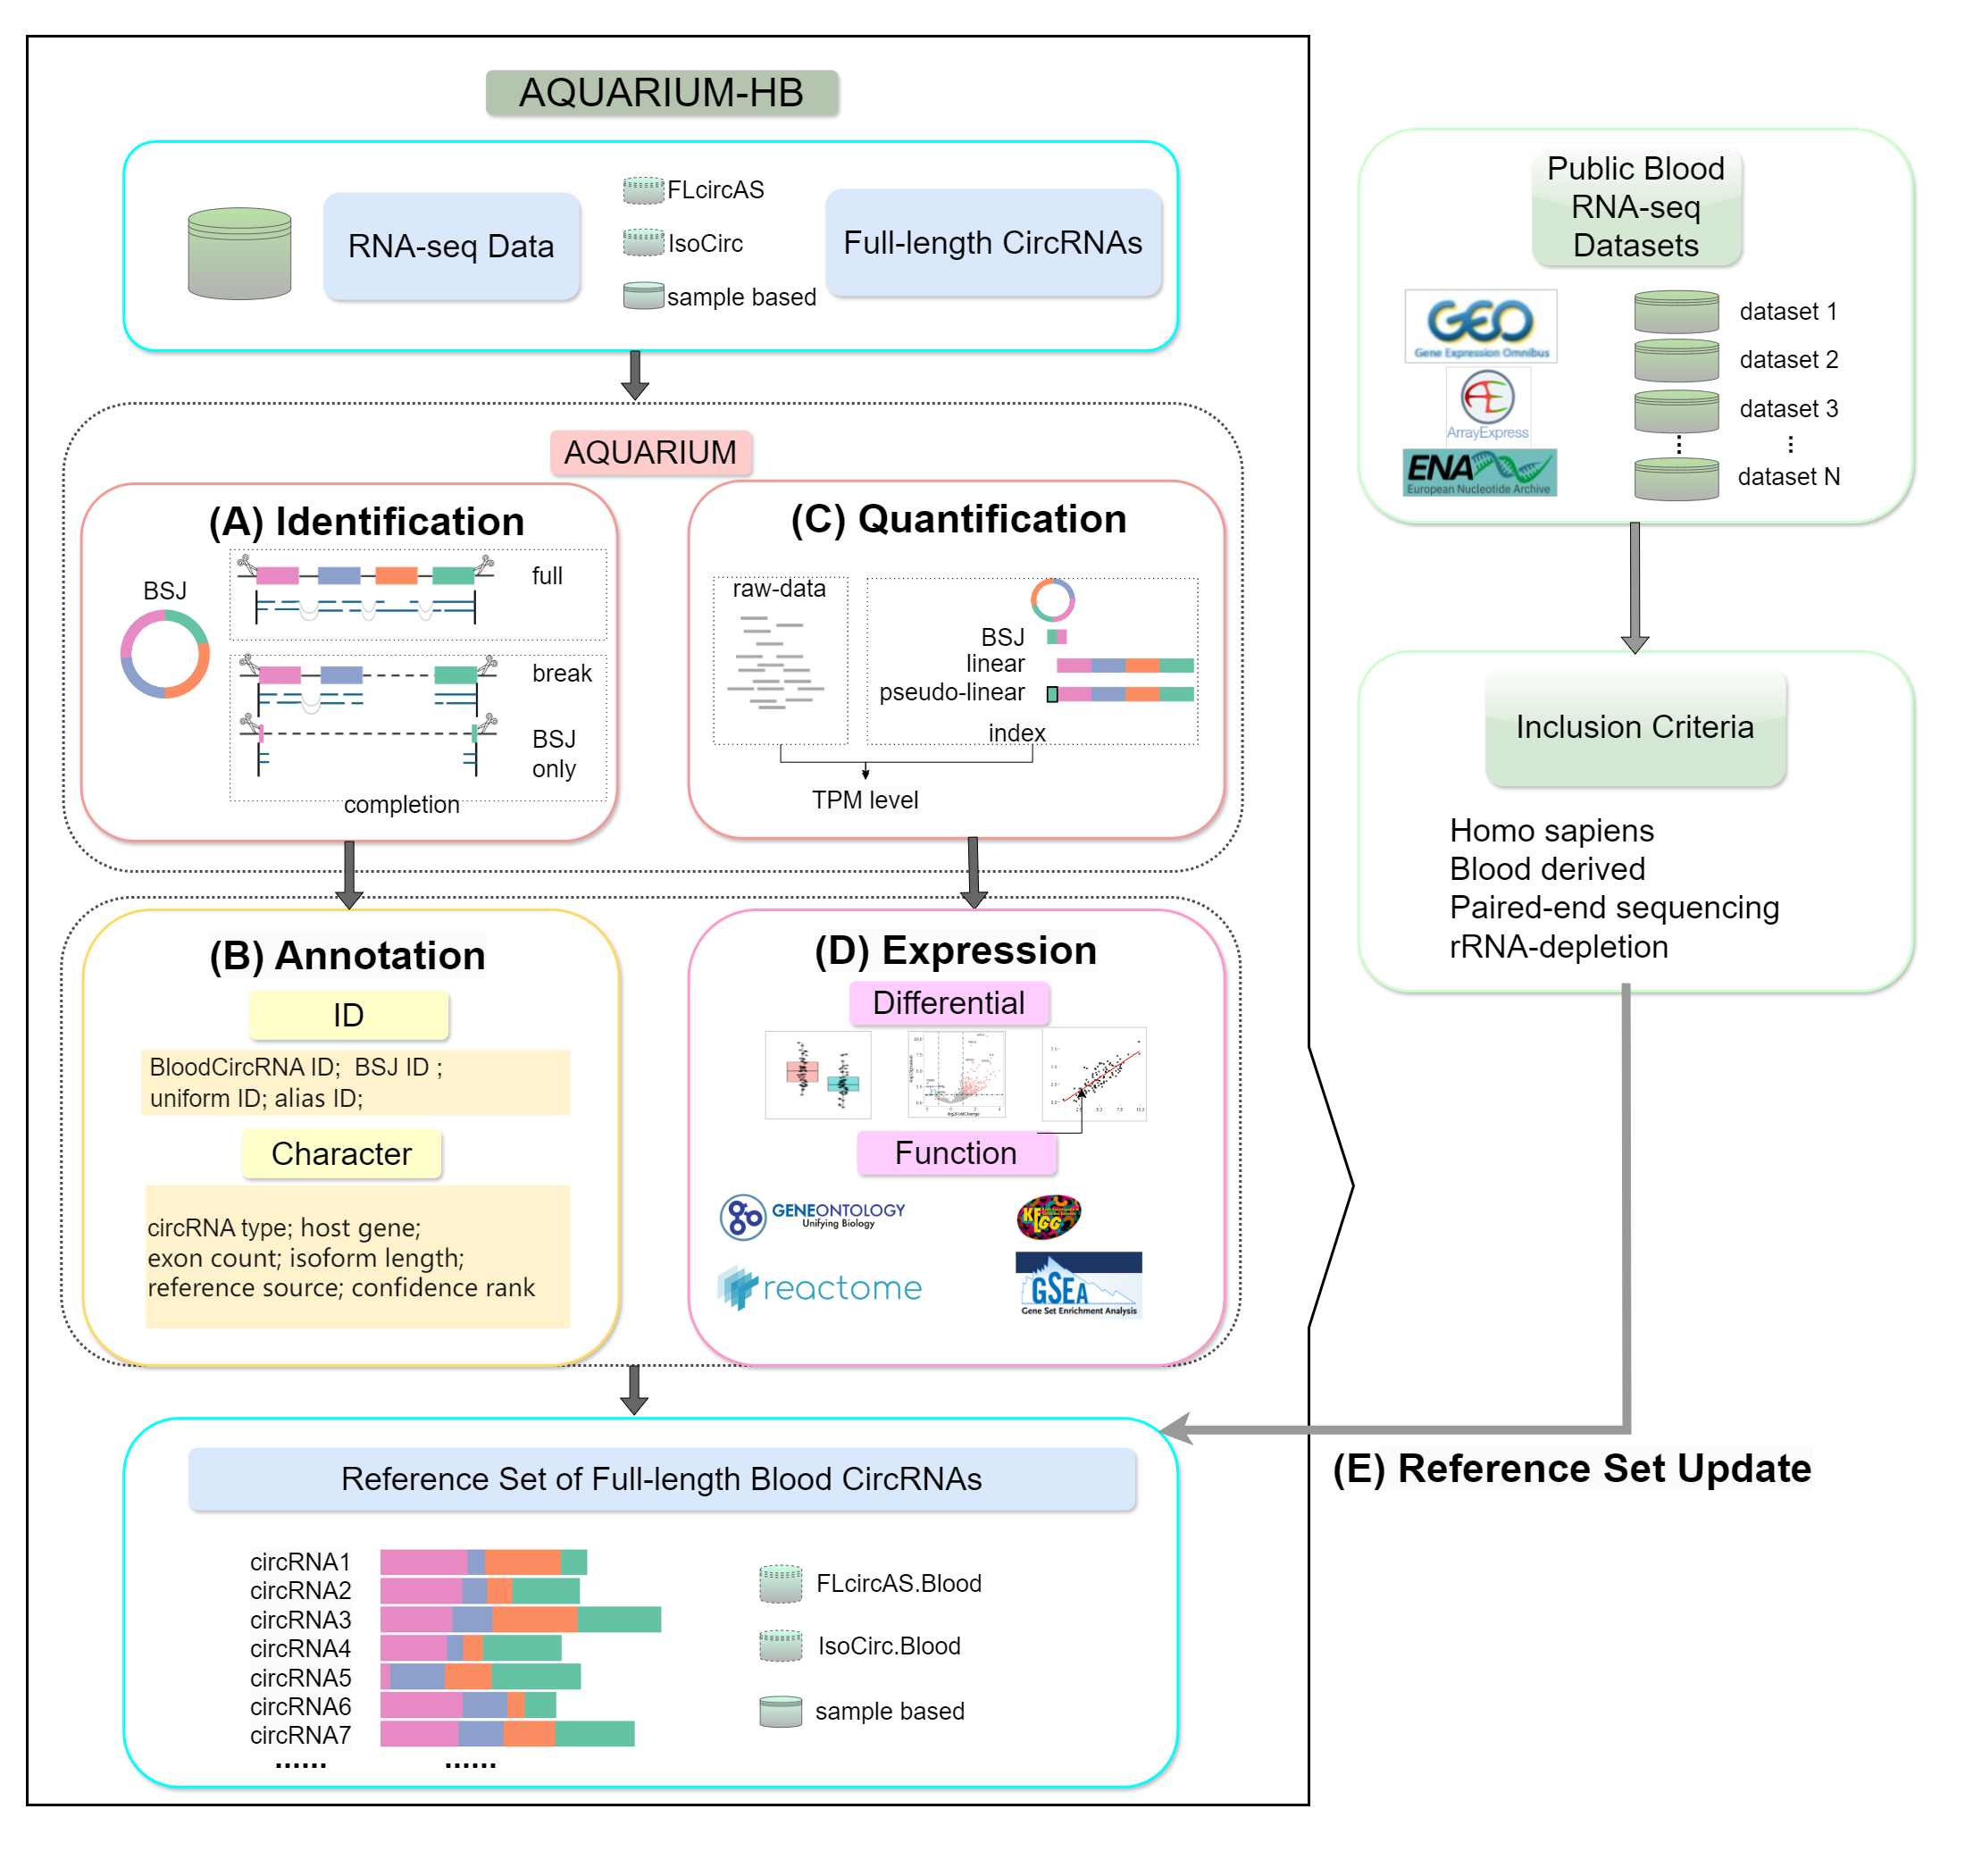 AQUARIUM-HB
RNA-seq Data
FLcircAS
IsoCirc
sample based
Full-length CircRNAs
AQUARIUM
(A) Identification
BSJ
full
break
BSJ
only
completion
(C) Quantification
raw-data
BSJ
linear
pseudo-linear
index
TPM level
(B) Annotation
ID
BloodCircRNA ID; BSJ ID ;
uniform ID; alias ID;
Character
circRNA type; host gene;
exon count; isoform length;
reference source; confidence rank
(D) Expression
Differential
log2FoldChange
Function
GENEONTOLOGY
Unifying Biology
KEGG
reactome
GSEA
Gene Set Enrichment Analysis
Reference Set of Full-length Blood CircRNAs
circRNA1
circRNA2
circRNA3
circRNA4
circRNA5
circRNA6
circRNA7
...... ......
FLcircAS.Blood
IsoCirc.Blood
sample based
Public Blood
RNA-seq
Datasets
GEO
Gene Expression Omnibus
AE
ArrayExpress
ENA
European Nucleotide Archive
dataset 1
dataset 2
dataset 3
dataset N
Inclusion Criteria
Homo sapiens
Blood derived
Paired-end sequencing
rRNA-depletion
(E) Reference Set Update